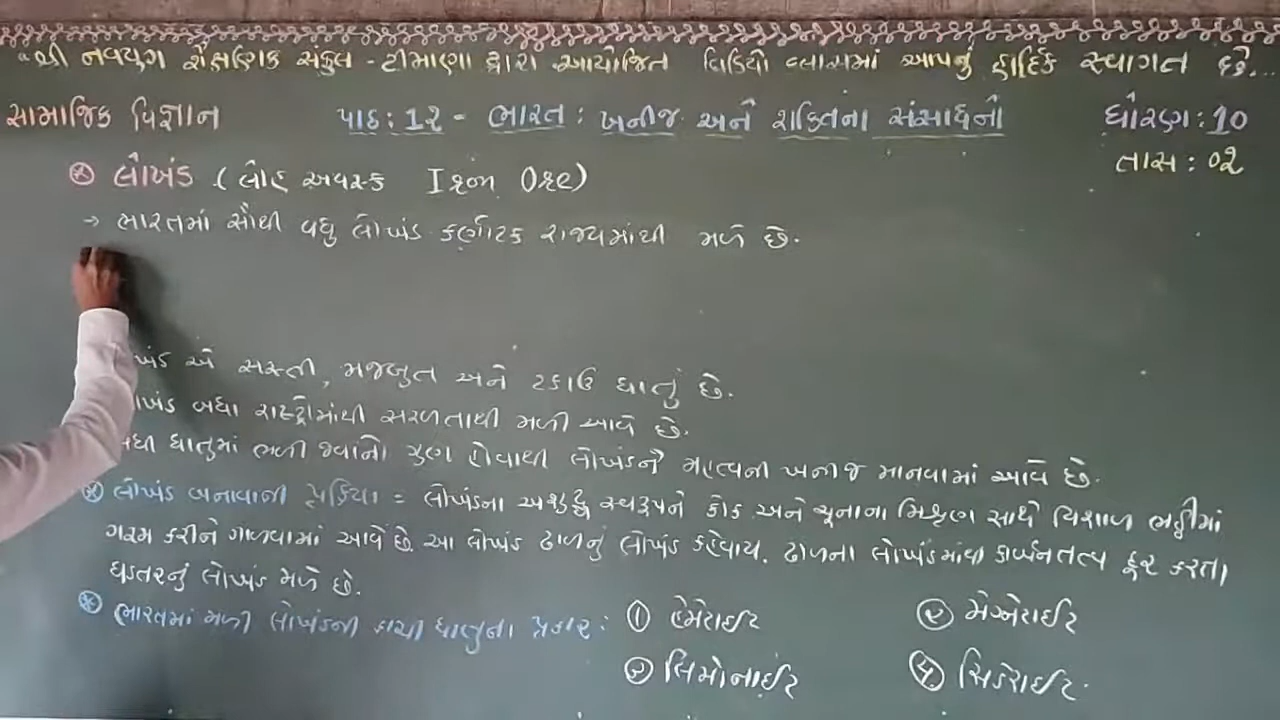 "શ્રી નવયુગ શૈક્ષણિક સંકુલ - ટીમાણા દ્વારા આયોજિત વિડિયો ક્લાસમાં આપનું હાર્દિક સ્વાગત છે...
સામાજિક વિજ્ઞાન પાઠ : 12 - ભારત : ખનીજ અને શક્તિના સંસાધનો ધોરણ : 10
તાસ : ૦૨
લોખંડ (લોહ અયસ્ક Iron Ore)
→ ભારતમાં સૌથી વધુ લોખંડ કર્ણાટક રાજ્યમાંથી મળે છે.
ખંડ એ સસ્તી, મજબુત અને ટકાઉ ધાતું છે.
ખંડ બધા રાષ્ટ્રોમાંથી સરળતાથી મળી આવે છે.
ધી ધાતુમાં ભળી જવાનો ગુણ હોવાથી લોખંડને મહત્વની ખનીજ માનવામાં આવે છે.
લોખંડ બનાવાની પ્રક્રિયા = લોખંડના અશુદ્ધ સ્વરૂપને કોક અને ચૂનાના મિશ્રણ સાથે વિશાળ ભઠ્ઠીમાં
ગરમ કરીને ગાળવામાં આવે છે. આ લોખંડ ઢાળનું લોખંડ કહેવાય. ઢાળના લોખંડમાંથી કાર્બનતત્વ દૂર કરતા
ઘડતરનું લોખંડ મળે છે.
ભારતમાં મળી લોખંડની કાચી ધાતુના પ્રકાર : ① હેમેટાઈટ ② મેગ્નેટાઈટ
③ લિમોનાઈટ ④ સિડેરાઈટ.